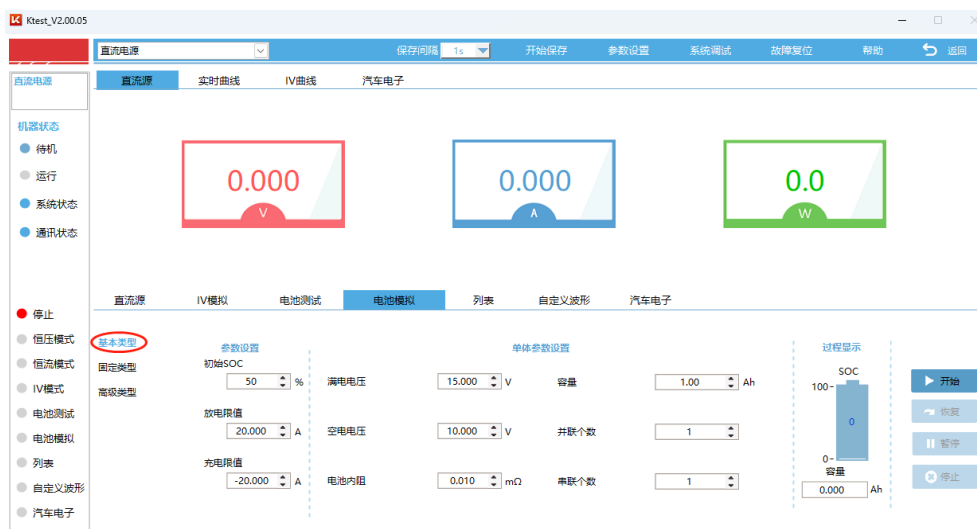 Ktest_V2.00.05
直流电源 保存间隔 1s 开始保存 参数设置 系统调试 故障复位 帮助 返回
直流电源
直流源 实时曲线 IV曲线 汽车电子
机器状态
待机
运行
系统状态
通讯状态
0.000
V
0.000
A
0.0
W
直流源 IV模拟 电池测试 电池模拟 列表 自定义波形 汽车电子
停止
恒压模式
恒流模式
IV模式
电池测试
电池模拟
列表
自定义波形
汽车电子
基本类型
固定类型
高级类型
参数设置
初始SOC
50 %
放电限值
20.000 A
充电限值
-20.000 A
单体参数设置
满电电压 15.000 V 容量 1.00 Ah
空电电压 10.000 V 并联个数 1
电池内阻 0.010 mΩ 串联个数 1
过程显示
SOC
100
0
0
容量
0.000 Ah
开始
恢复
暂停
停止